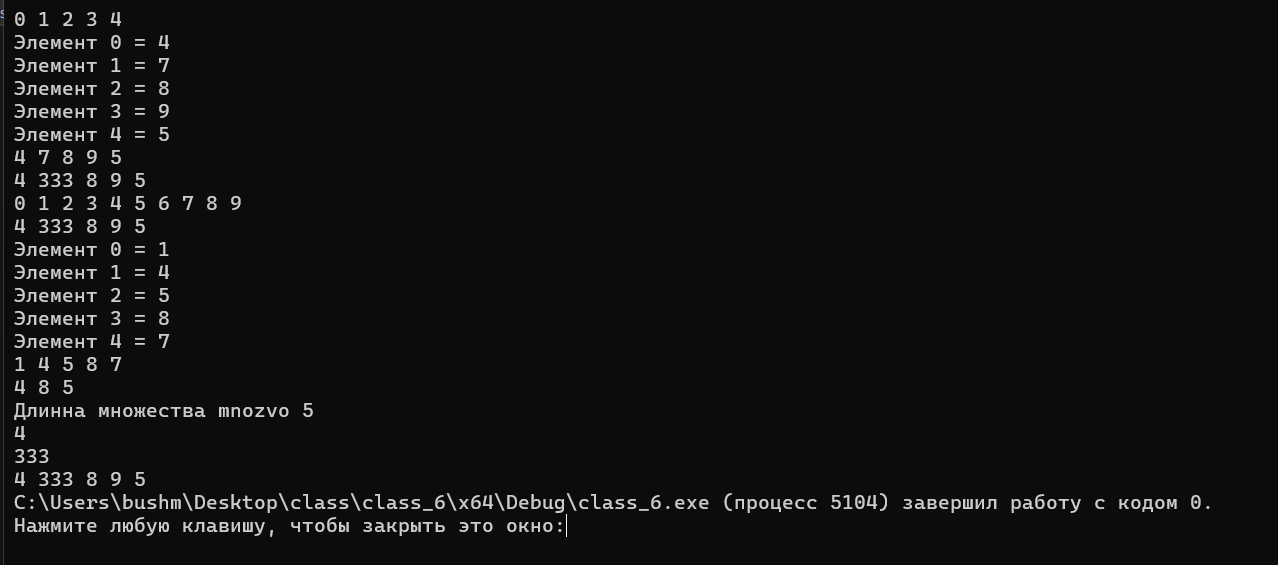 0 1 2 3 4
Элемент 0 = 4
Элемент 1 = 7
Элемент 2 = 8
Элемент 3 = 9
Элемент 4 = 5
4 7 8 9 5
4 333 8 9 5
0 1 2 3 4 5 6 7 8 9
4 333 8 9 5
Элемент 0 = 1
Элемент 1 = 4
Элемент 2 = 5
Элемент 3 = 8
Элемент 4 = 7
1 4 5 8 7
4 8 5
Длинна множества mnozvo 5
4
333
4 333 8 9 5
C:\Users\bushm\Desktop\class\class_6\x64\Debug\class_6.exe (процесс 5104) завершил работу с кодом 0.
Нажмите любую клавишу, чтобы закрыть это окно: